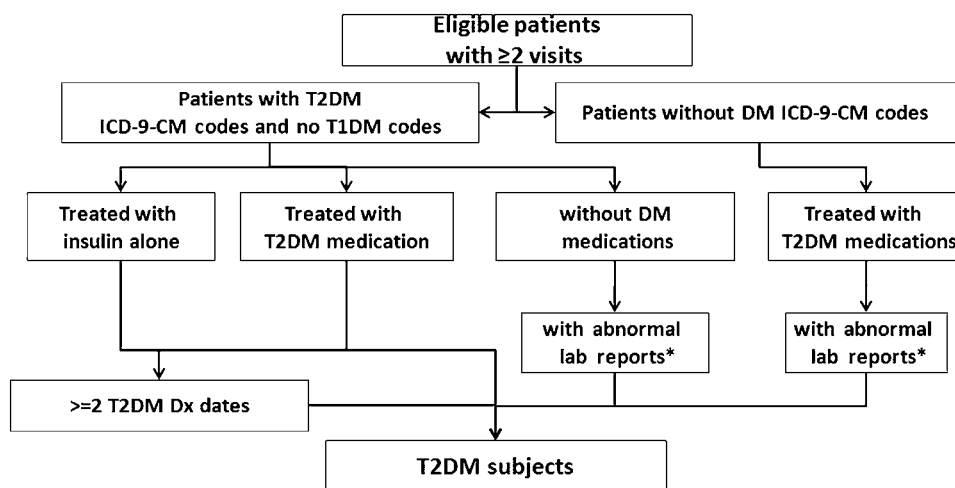 Eligible patients
with ≥2 visits
Patients with T2DM
ICD-9-CM codes and no T1DM codes
Patients without DM ICD-9-CM codes
Treated with
insulin alone
Treated with
T2DM medication
without DM
medications
Treated with
T2DM medications
with abnormal
lab reports*
with abnormal
lab reports*
>=2 T2DM Dx dates
T2DM subjects